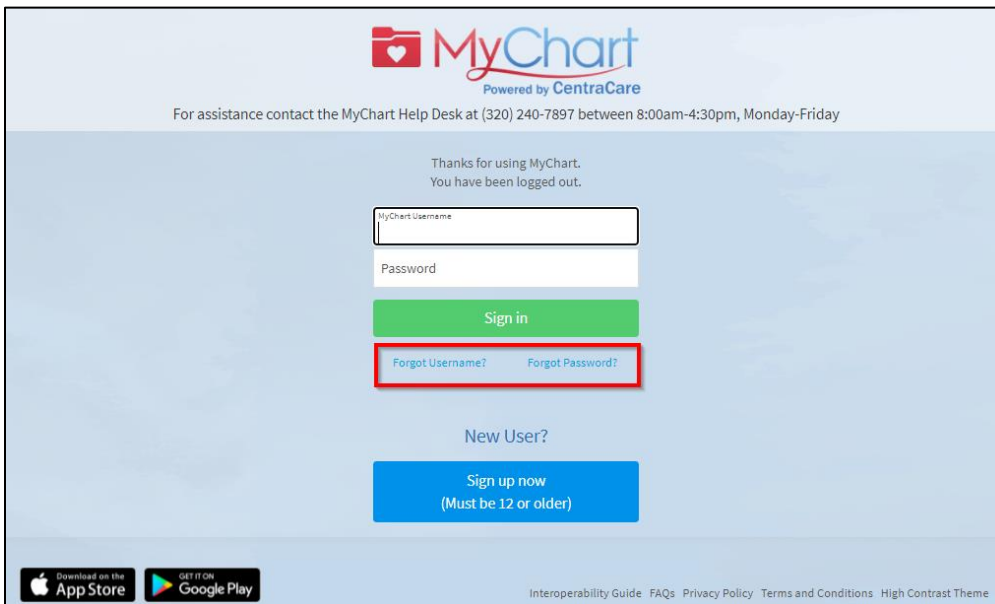 MyChart
Powered by CentraCare
For assistance contact the MyChart Help Desk at (320) 240-7897 between 8:00am-4:30pm, Monday-Friday
Thanks for using MyChart.
You have been logged out.
MyChart Username
Password
Sign in
Forgot Username? Forgot Password?
New User?
Sign up now
(Must be 12 or older)
Download on the App Store
GET IT ON Google Play
Interoperability Guide FAQs Privacy Policy Terms and Conditions High Contrast Theme